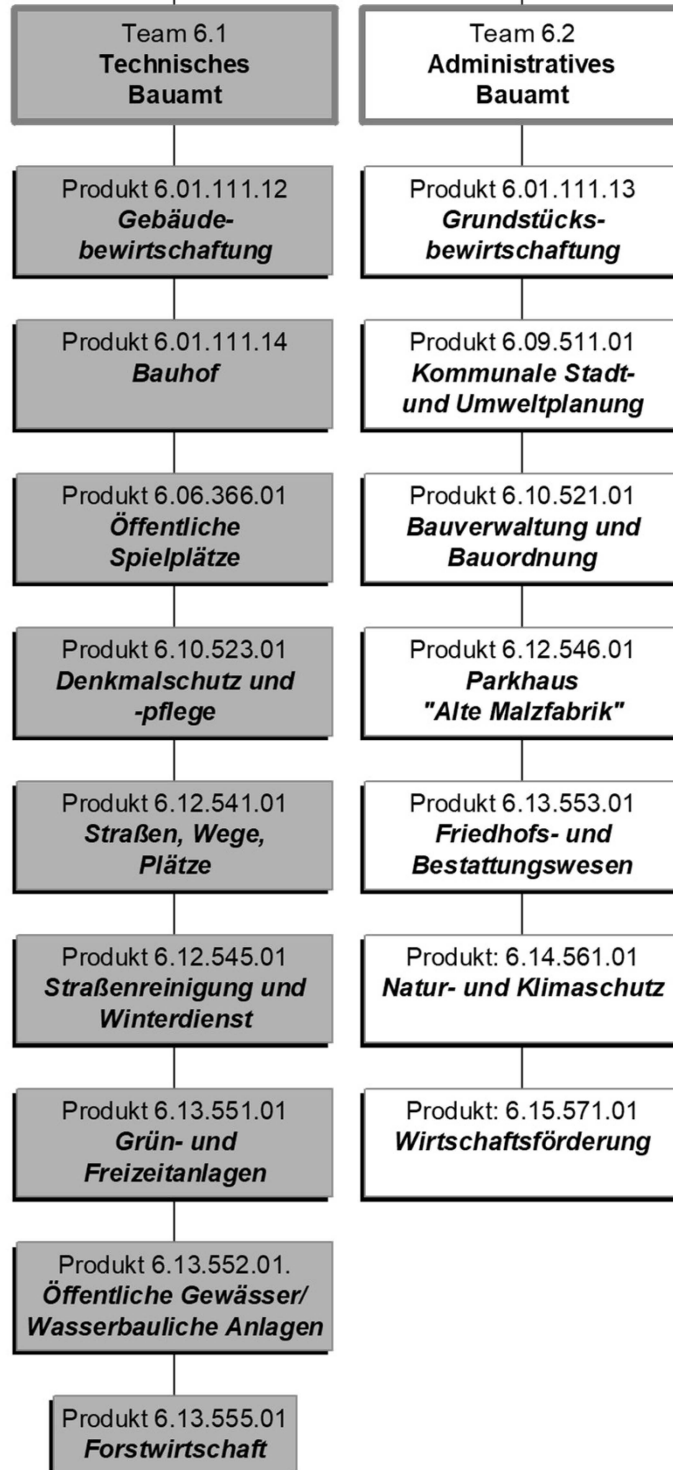 Team 6.1
Technisches
Bauamt
Produkt 6.01.111.12
Gebäude-
bewirtschaftung
Produkt 6.01.111.14
Bauhof
Produkt 6.06.366.01
Öffentliche
Spielplätze
Produkt 6.10.523.01
Denkmalschutz und
-pflege
Produkt 6.12.541.01
Straßen, Wege,
Plätze
Produkt 6.12.545.01
Straßenreinigung und
Winterdienst
Produkt 6.13.551.01
Grün- und
Freizeitanlagen
Produkt 6.13.552.01.
Öffentliche Gewässer/
Wasserbauliche Anlagen
Produkt 6.13.555.01
Forstwirtschaft
Team 6.2
Administratives
Bauamt
Produkt 6.01.111.13
Grundstücks-
bewirtschaftung
Produkt 6.09.511.01
Kommunale Stadt-
und Umweltplanung
Produkt 6.10.521.01
Bauverwaltung und
Bauordnung
Produkt 6.12.546.01
Parkhaus
"Alte Malzfabrik"
Produkt 6.13.553.01
Friedhofs- und
Bestattungswesen
Produkt: 6.14.561.01
Natur- und Klimaschutz
Produkt: 6.15.571.01
Wirtschaftsförderung